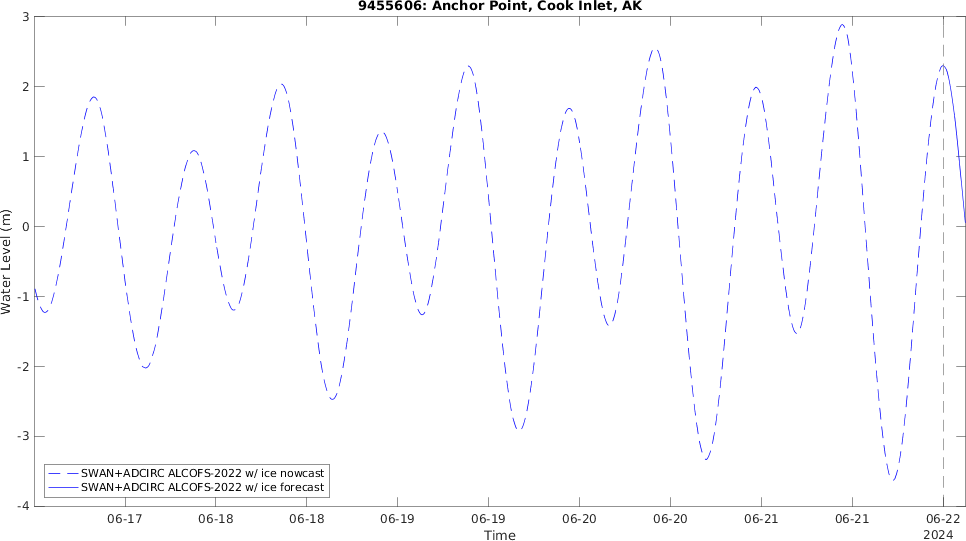 9455606: Anchor Point, Cook Inlet, AK
3
2
1
0
-1
-2
-3
-4
Water Level (m)
SWAN+ADCIRC ALCOFS-2022 w/ ice nowcast
SWAN+ADCIRC ALCOFS-2022 w/ ice forecast
06-17 06-18 06-18 06-19 06-19 06-20 06-20 06-21 06-21 06-22
2024
Time